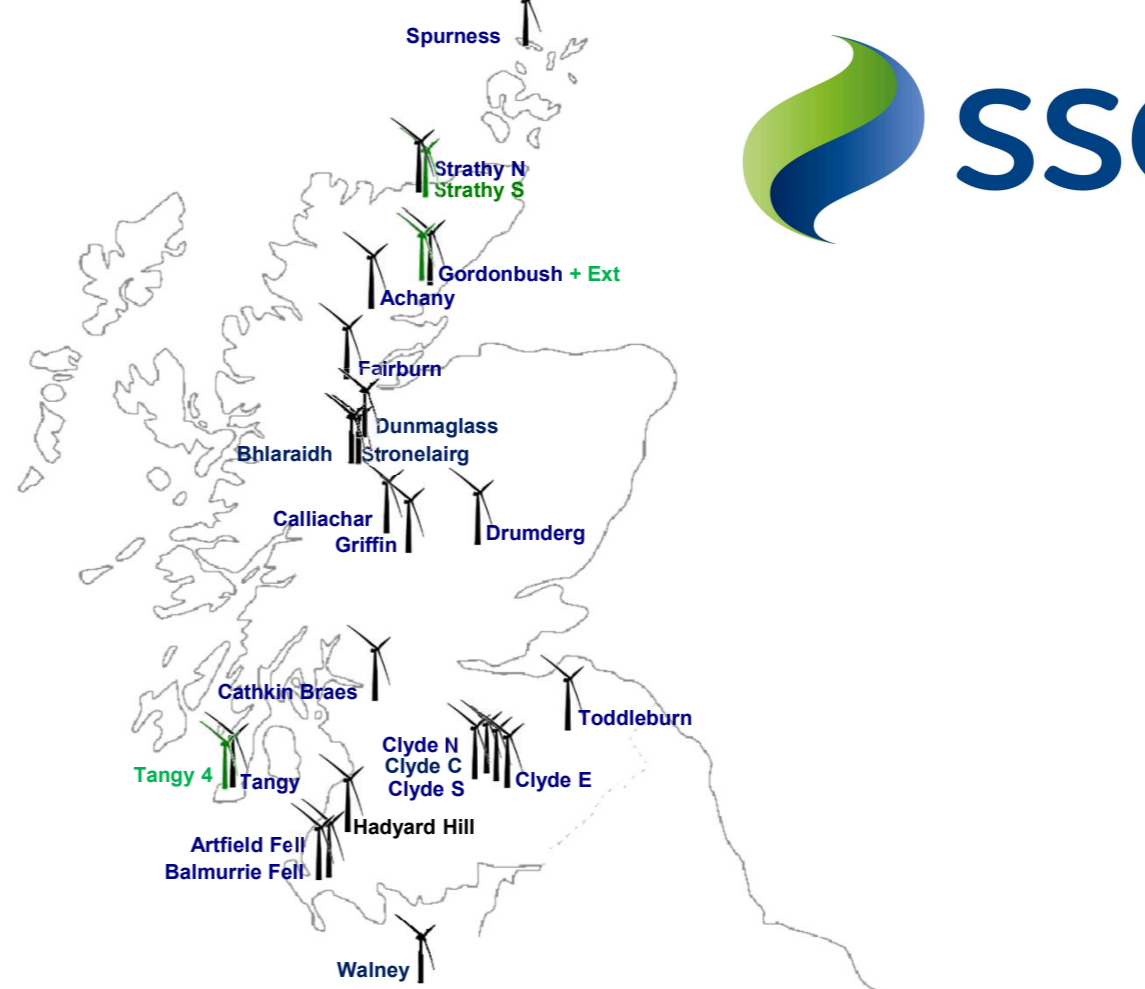 Spurness
SS
Strathy N
Strathy S
Gordonbush + Ext
Achany
Fairburn
Dunmaglass
Bhlaraidh
Stronelairg
Calliachar
Griffin
Drumderg
Cathkin Braes
Toddleburn
Clyde N
Clyde C
Clyde S
Clyde E
Tangy 4
Tangy
Hadyard Hill
Artfield Fell
Balmurrie Fell
Walney